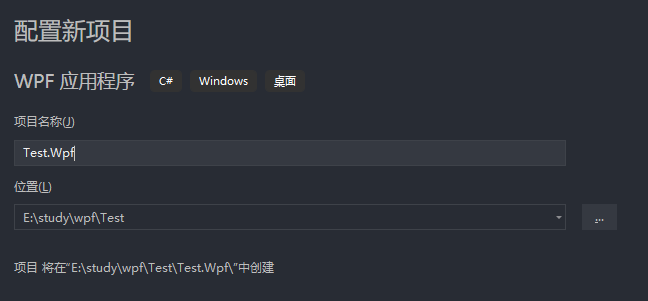 配置新项目
WPF 应用程序 C# Windows 桌面
项目名称(J)
Test.Wpf
位置(L)
E:\study\wpf\Test ...
项目 将在“E:\study\wpf\Test\Test.Wpf\”中创建